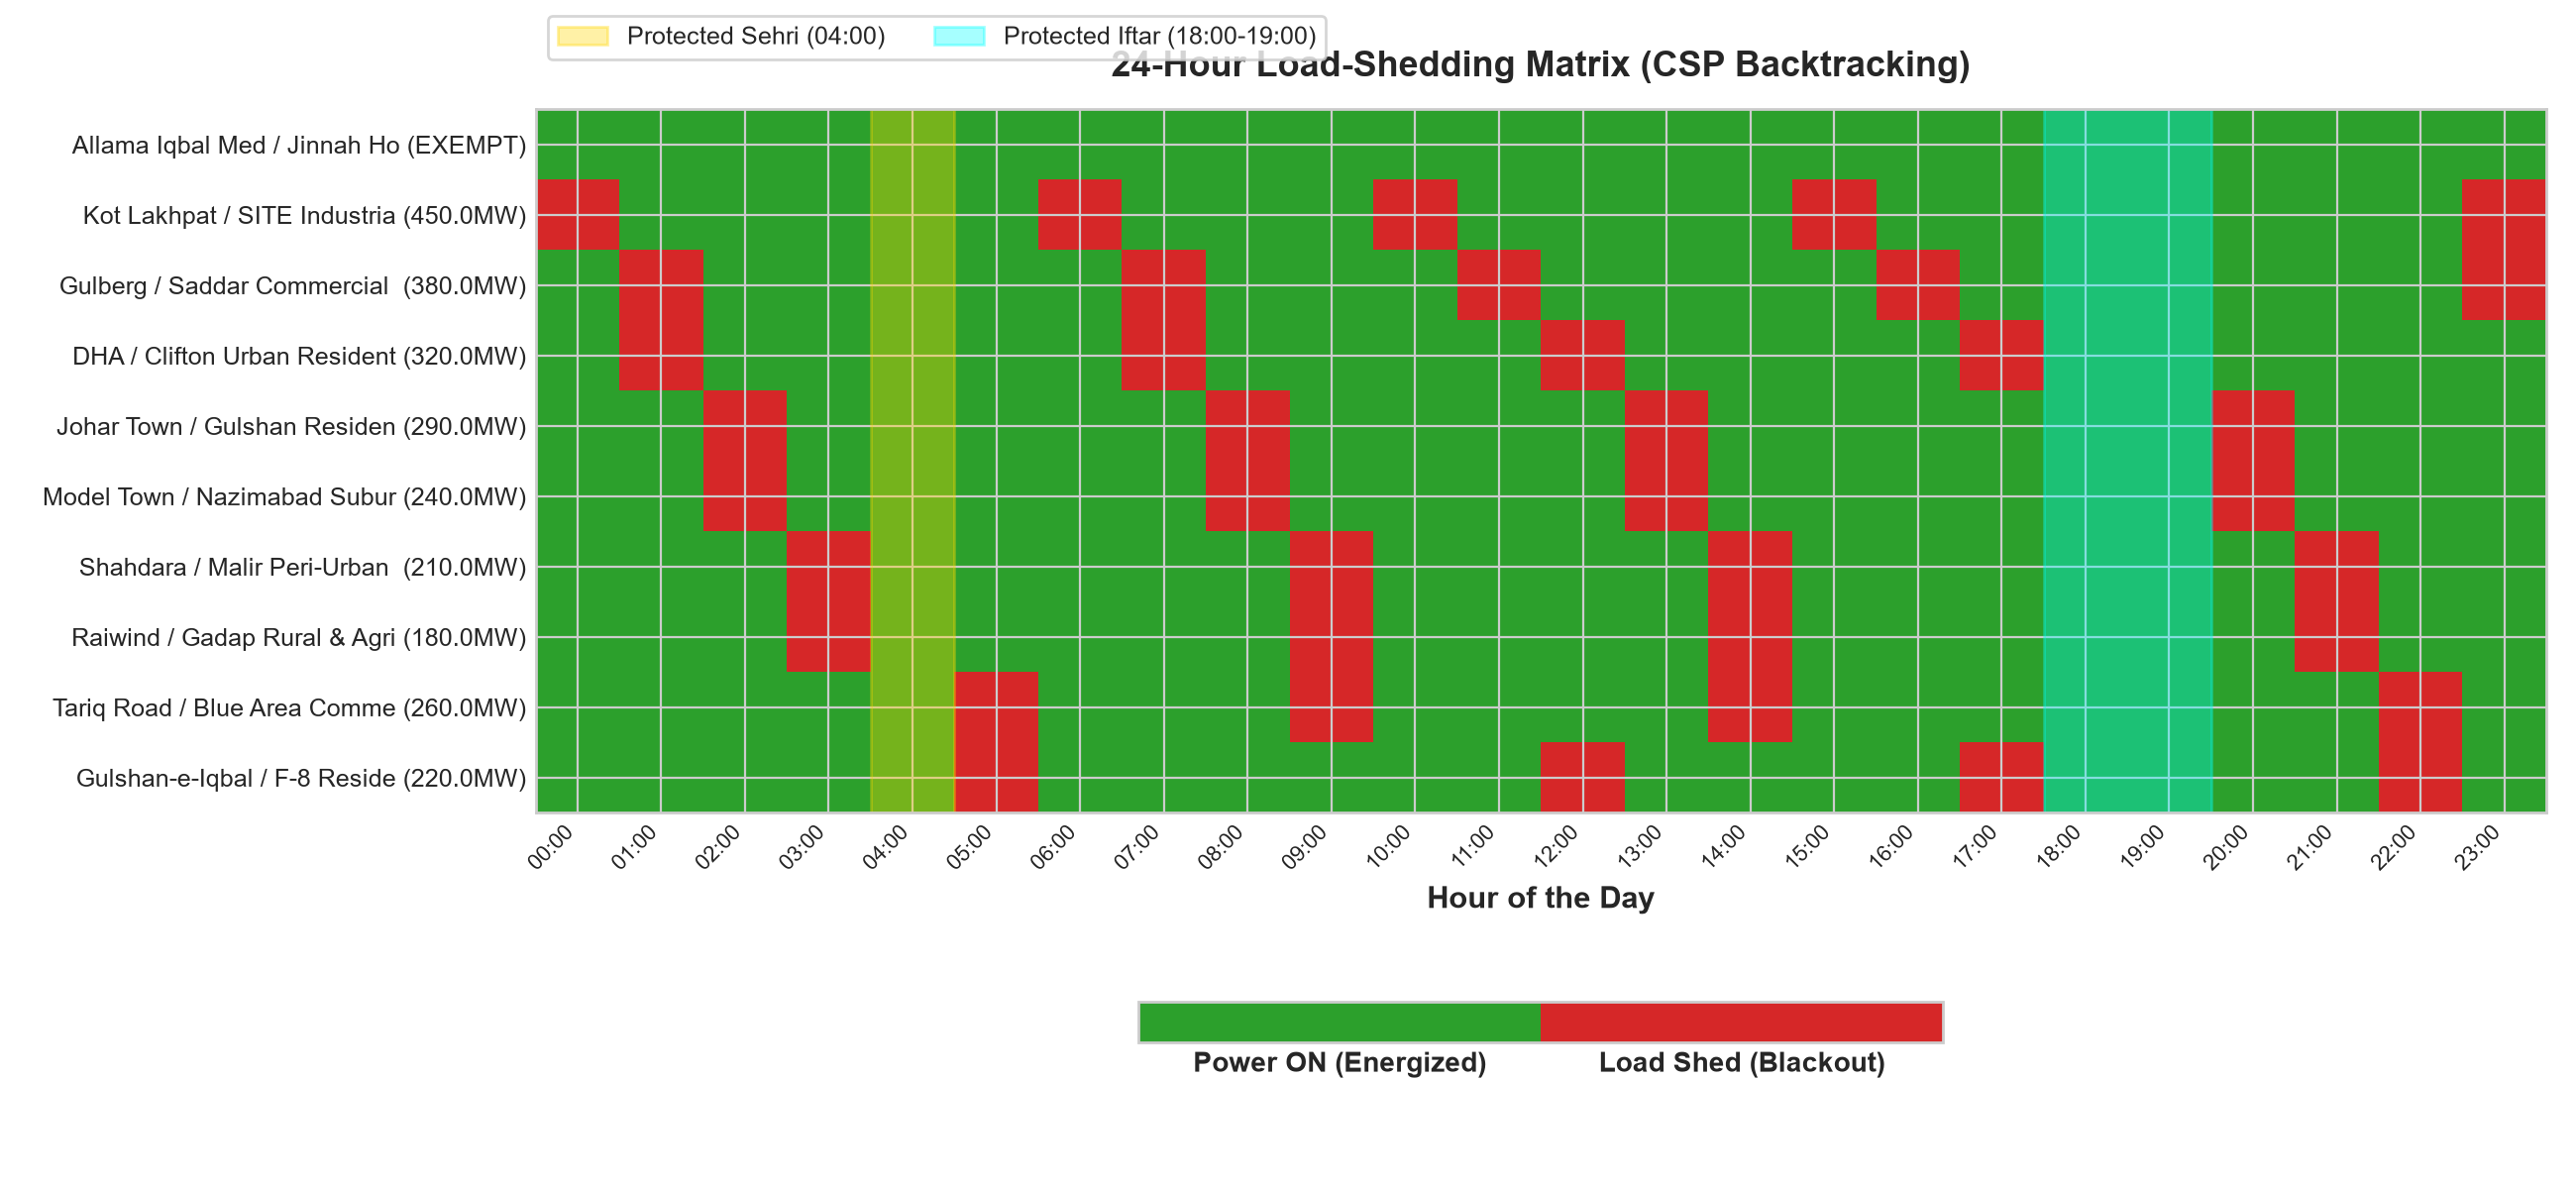 Protected Sehri (04:00) Protected Iftar (18:00-19:00)
24-Hour Load-Shedding Matrix (CSP Backtracking)
Allama Iqbal Med / Jinnah Ho (EXEMPT)
Kot Lakhpat / SITE Industria (450.0MW)
Gulberg / Saddar Commercial  (380.0MW)
DHA / Clifton Urban Resident (320.0MW)
Johar Town / Gulshan Residen (290.0MW)
Model Town / Nazimabad Subur (240.0MW)
Shahdara / Malir Peri-Urban  (210.0MW)
Raiwind / Gadap Rural & Agri (180.0MW)
Tariq Road / Blue Area Comme (260.0MW)
Gulshan-e-Iqbal / F-8 Reside (220.0MW)
00:00 01:00 02:00 03:00 04:00 05:00 06:00 07:00 08:00 09:00 10:00 11:00 12:00 13:00 14:00 15:00 16:00 17:00 18:00 19:00 20:00 21:00 22:00 23:00
Hour of the Day
Power ON (Energized) Load Shed (Blackout)